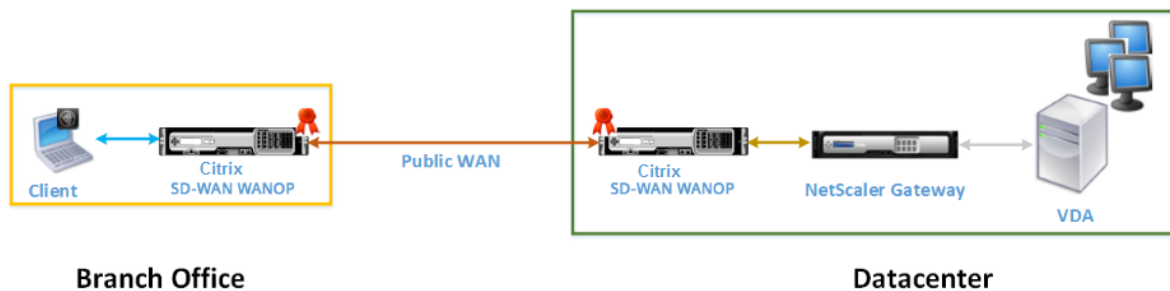 Client
Citrix
SD-WAN WANOP
Public WAN
Citrix
SD-WAN WANOP
NetScaler Gateway
VDA
Branch Office
Datacenter